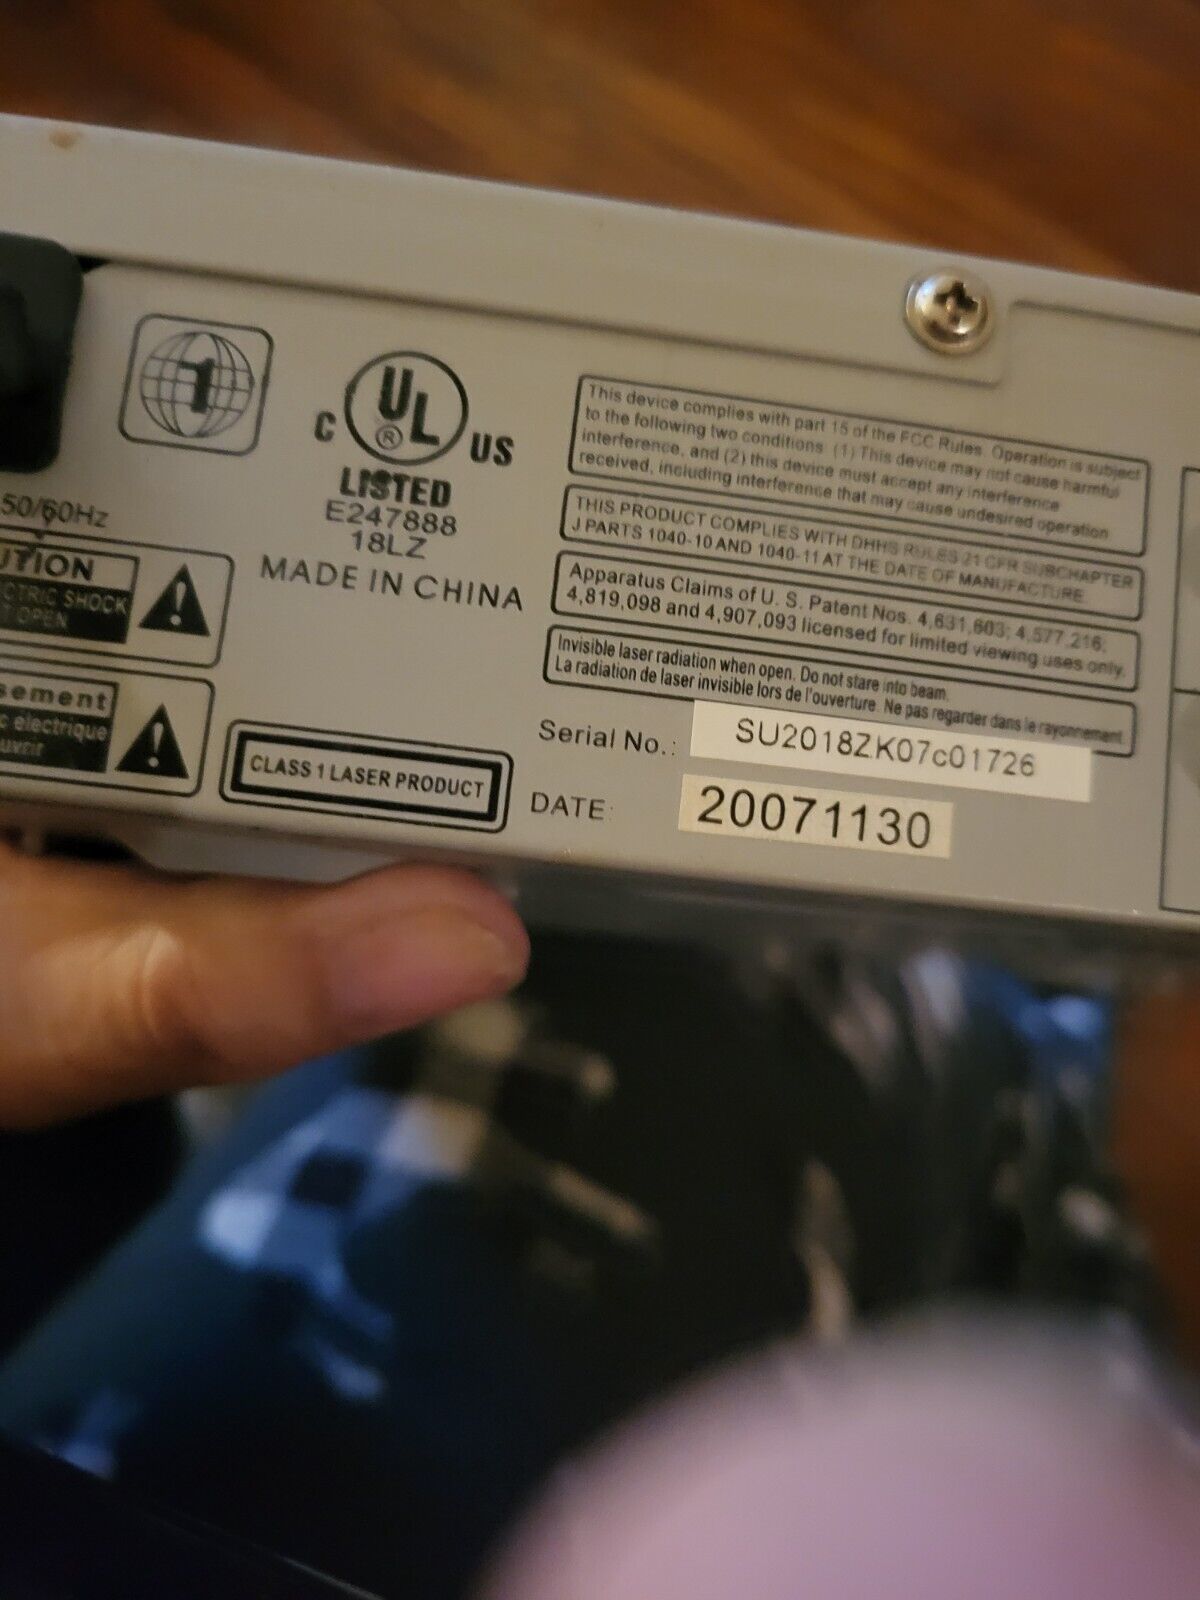 1
C UL ® US
LISTED
E247888
18LZ
MADE IN CHINA
50/60Hz
UTION
CTRIC SHOCK
OPEN
sement
c electrique
uvrir
CLASS 1 LASER PRODUCT
This device complies with part 15 of the FCC Rules. Operation is subject
to the following two conditions: (1) This device may not cause harmful
interference, and (2) this device must accept any interference
received, including interference that may cause undesired operation
THIS PRODUCT COMPLIES WITH DHHS RULES 21 CFR SUBCHAPTER
J PARTS 1040-10 AND 1040-11 AT THE DATE OF MANUFACTURE.
Apparatus Claims of U. S. Patent Nos. 4,631,603; 4,577,216;
4,819,098 and 4,907,093 licensed for limited viewing uses only.
Invisible laser radiation when open. Do not stare into beam.
La radiation de laser invisible lors de l'ouverture. Ne pas regarder dans le rayonnement.
Serial No.: SU2018ZK07c01726
DATE: 20071130